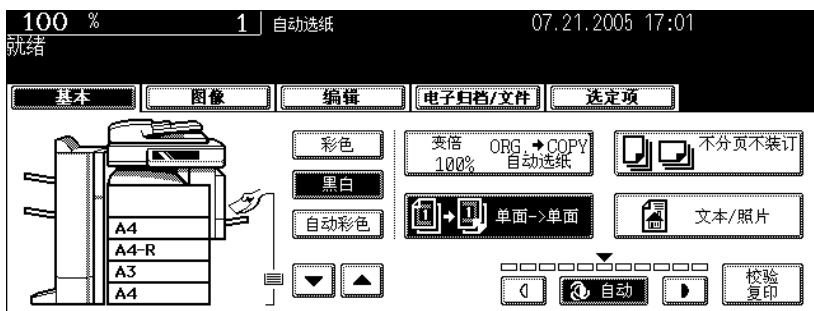 100 % 1 自动选纸 07.21.2005 17:01
就绪
基本 图像 编辑 电子归档/文件 选定项
彩色
黑白
自动彩色
变倍 ORG.➔COPY
100% 自动选纸
不分页不装订
1➔1 单面->单面
文本/照片
A4
A4-R
A3
A4
自动
校验
复印